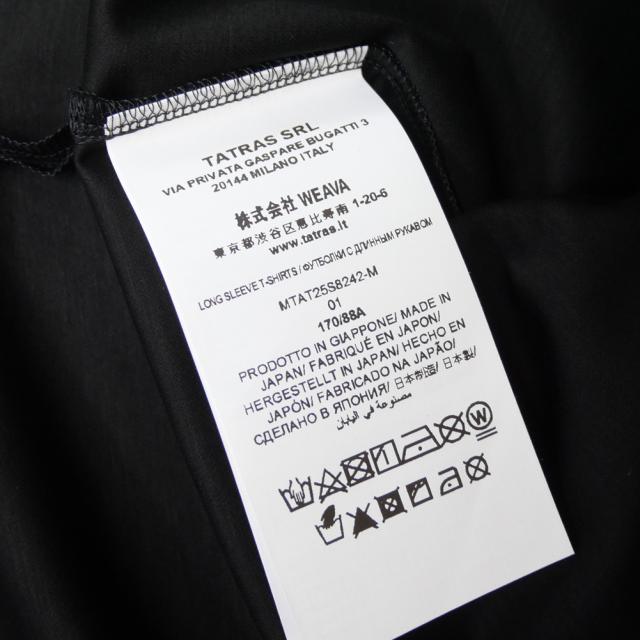 TATRAS SRL
VIA PRIVATA GASPARE BUGATTI 3
20144 MILANO ITALY
株式会社 WEAVA
東京都渋谷区恵比寿南 1-20-6
www.tatras.it
LONG SLEEVE T-SHIRTS / ФУТБОЛКИ С ДЛИННЫМ РУКАВОМ
MTAT25S8242-M
01
170/88A
PRODOTTO IN GIAPPONE/ MADE IN
JAPAN/ FABRIQUÉ EN JAPON/
HERGESTELLT IN JAPAN/ HECHO EN
JAPÓN/ FABRICADO NA JAPÃO/
СДЕЛАНО В ЯПОНИЯ/ 日本制造/ 日本製/
مصنوعة في اليابان